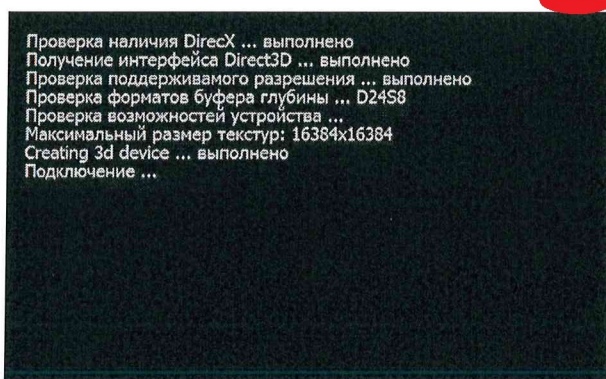 Проверка наличия DirecX ... выполнено
Получение интерфейса Direct3D ... выполнено
Проверка поддерживамого разрешения ... выполнено
Проверка форматов буфера глубины ... D24S8
Проверка возможностей устройства ...
Максимальный размер текстур: 16384x16384
Creating 3d device ... выполнено
Подключение ...